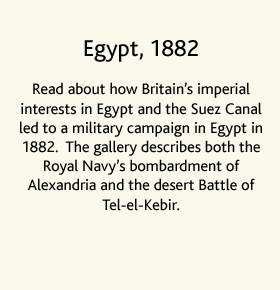 Egypt, 1882
Read about how Britain's imperial
interests in Egypt and the Suez Canal
led to a military campaign in Egypt in
1882.  The gallery describes both the
Royal Navy's bombardment of
Alexandria and the desert Battle of
Tel-el-Kebir.